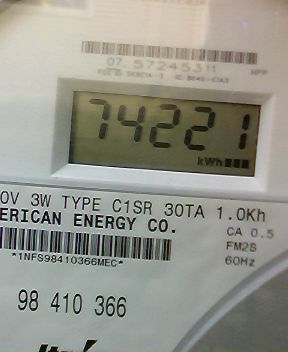 07 57245311
74221
kWh
0V 3W TYPE C1SR 30TA 1.0Kh
ERICAN ENERGY CO.
CA 0.5
FM2S
60Hz
*1NFS98410366MEC*
98 410 366